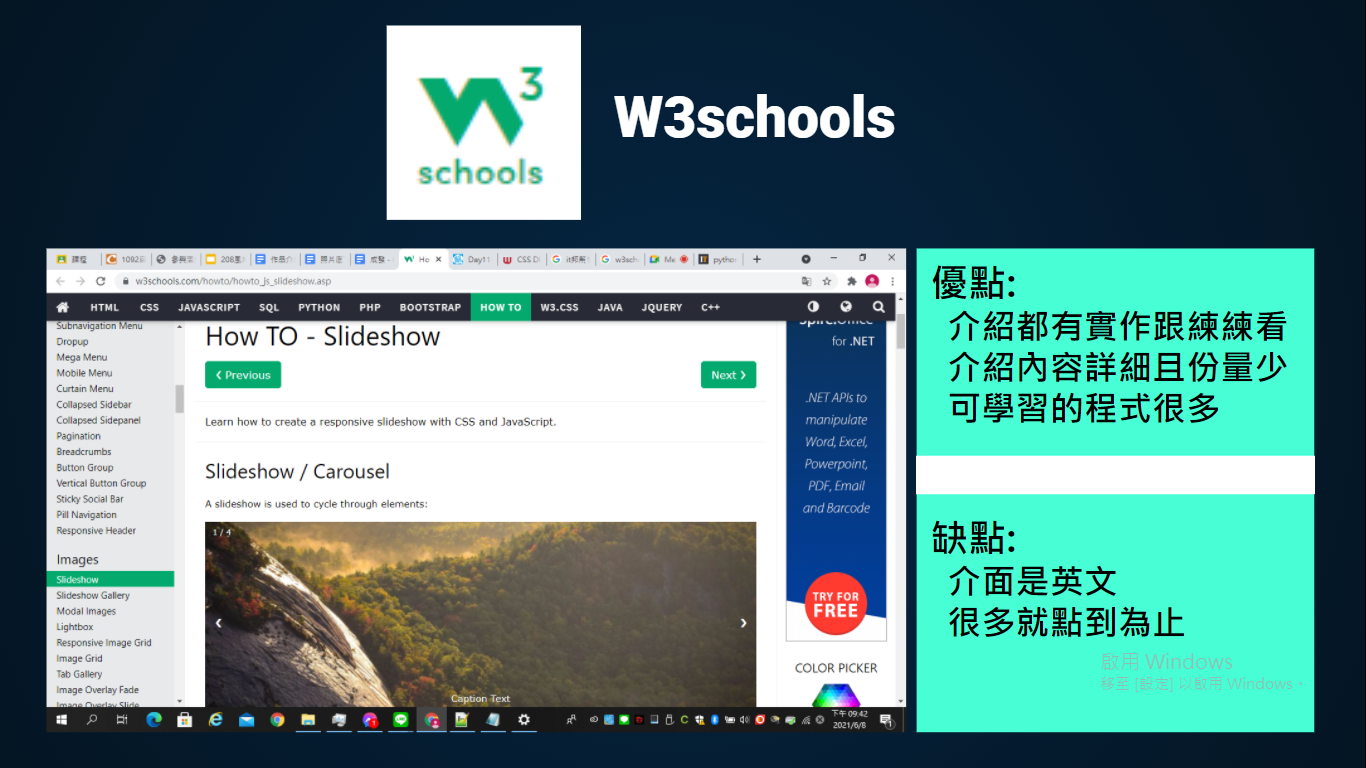 W3
schools
W3schools
課程
1092
參與
208
作品介
照片
成發 -
Ho
Day11
CSS D
it邦幫
w3sch
Me
pytho
w3schools.com/howto/howto_js_slideshow.asp
HTML CSS JAVASCRIPT SQL PYTHON PHP BOOTSTRAP HOW TO W3.CSS JAVA JQUERY C++
Subnavigation Menu
Dropup
Mega Menu
Mobile Menu
Curtain Menu
Collapsed Sidebar
Collapsed Sidepanel
Pagination
Breadcrumbs
Button Group
Vertical Button Group
Sticky Social Bar
Pill Navigation
Responsive Header
Images
Slideshow
Slideshow Gallery
Modal Images
Lightbox
Responsive Image Grid
Image Grid
Tab Gallery
Image Overlay Fade
Image Overlay Slide
How TO - Slideshow
❮ Previous
Next ❯
Learn how to create a responsive slideshow with CSS and JavaScript.
Slideshow / Carousel
A slideshow is used to cycle through elements:
1 / 4
❮
❯
Caption Text
Spire.Office
for .NET
.NET APIs to
manipulate
Word, Excel,
Powerpoint,
PDF, Email
and Barcode
TRY FOR
FREE
COLOR PICKER
下午 09:42
2021/6/8
優點:
介紹都有實作跟練練看
介紹內容詳細且份量少
可學習的程式很多
缺點:
介面是英文
很多就點到為止
啟用 Windows
移至 [設定] 以啟用 Windows。